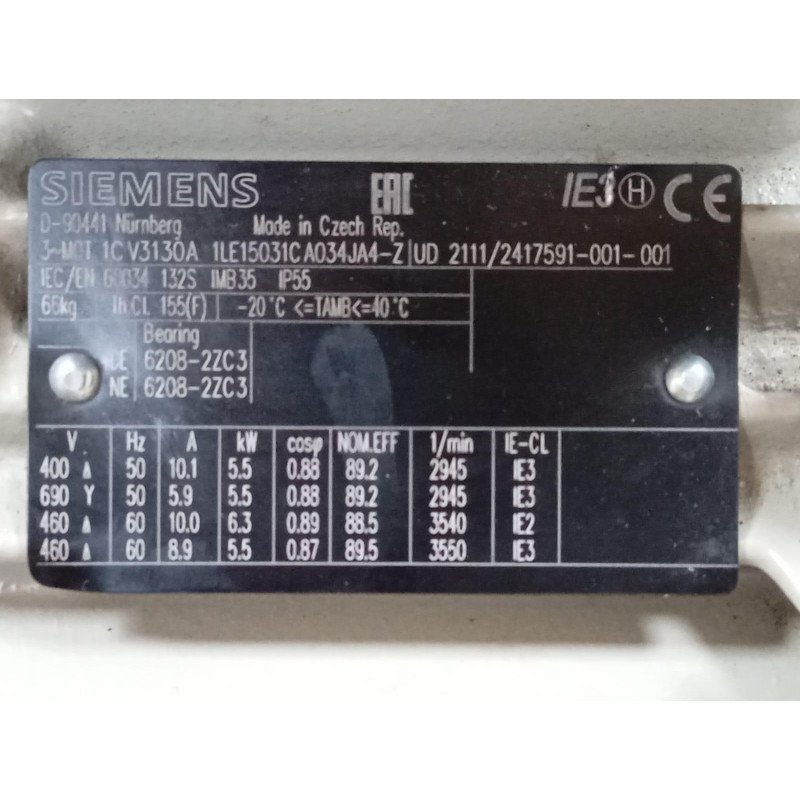 SIEMENS EAC IE3 H CE
D-90441 Nürnberg Made in Czech Rep.
3~MOT 1CV3130A 1LE15031CA034JA4-Z UD 2111/2417591-001-001
IEC/EN 60034 132S IMB35 IP55
66kg Th.CL 155(F) -20°C <=TAMB<=40°C
Bearing
DE 6208-2ZC3
NE 6208-2ZC3
V Hz A kW cosφ NOM.EFF 1/min IE-CL
400 Δ 50 10.1 5.5 0.88 89.2 2945 IE3
690 Y 50 5.9 5.5 0.88 89.2 2945 IE3
460 Δ 60 10.0 6.3 0.89 88.5 3540 IE2
460 Δ 60 8.9 5.5 0.87 89.5 3550 IE3